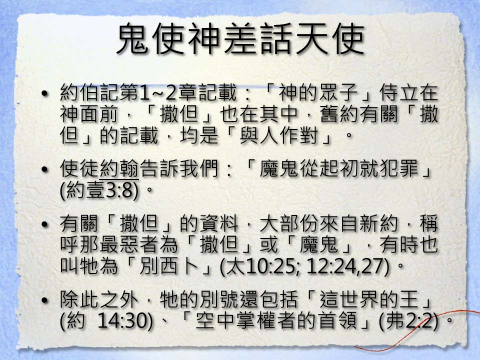 鬼使神差話天使
• 約伯記第1~2章記載：「神的眾子」侍立在
神面前，「撒但」也在其中，舊約有關「撒
但」的記載，均是「與人作對」。
• 使徒約翰告訴我們：「魔鬼從起初就犯罪」
(約壹3:8)。
• 有關「撒但」的資料，大部份來自新約，稱
呼那最惡者為「撒但」或「魔鬼」，有時也
叫牠為「別西卜」(太10:25; 12:24,27)。
• 除此之外，牠的別號還包括「這世界的王」
(約 14:30)、「空中掌權者的首領」(弗2:2)。